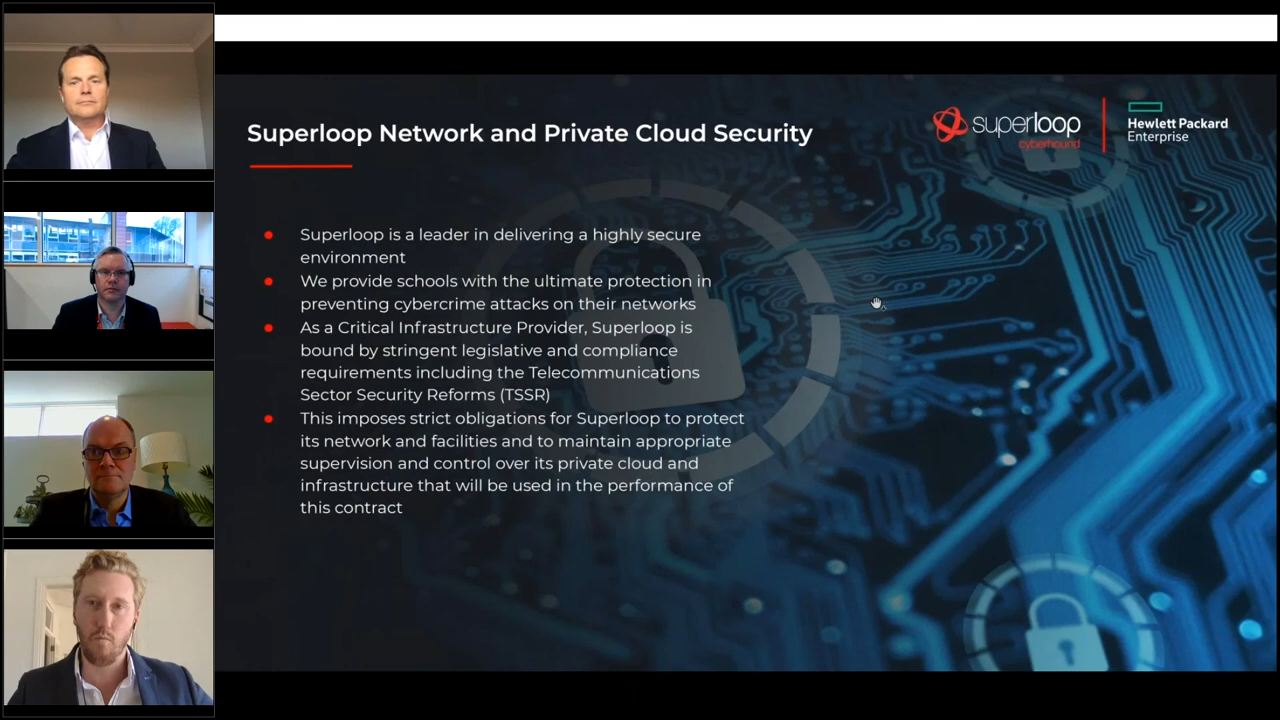 Superloop Network and Private Cloud Security
superloop
cyberhound
Hewlett Packard
Enterprise
Superloop is a leader in delivering a highly secure
environment
We provide schools with the ultimate protection in
preventing cybercrime attacks on their networks
As a Critical Infrastructure Provider, Superloop is
bound by stringent legislative and compliance
requirements including the Telecommunications
Sector Security Reforms (TSSR)
This imposes strict obligations for Superloop to protect
its network and facilities and to maintain appropriate
supervision and control over its private cloud and
infrastructure that will be used in the performance of
this contract